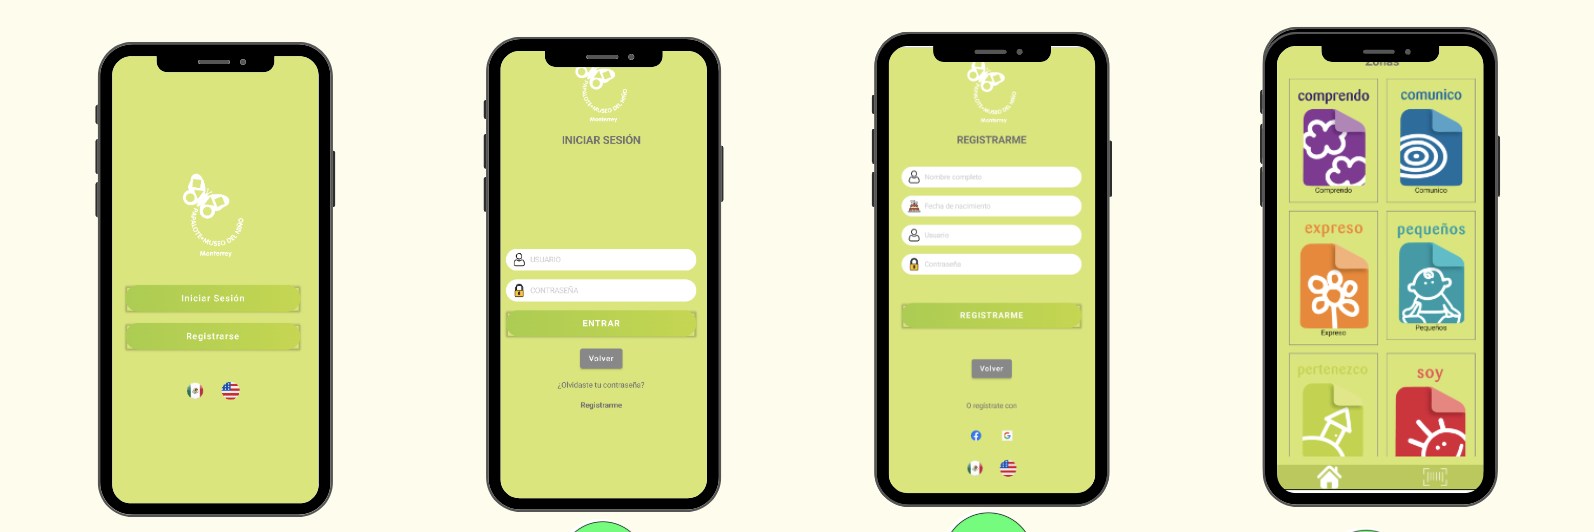 PAPALOTE•MUSEO DEL NIÑO
Monterrey
Iniciar Sesión
Registrarse
PAPALOTE•MUSEO DEL NIÑO
Monterrey
INICIAR SESIÓN
USUARIO
CONTRASEÑA
ENTRAR
Volver
¿Olvidaste tu contraseña?
Registrarme
PAPALOTE•MUSEO DEL NIÑO
Monterrey
REGISTRARME
Nombre completo
Fecha de nacimiento
Usuario
Contraseña
REGISTRARME
Volver
O regístrate con
Zonas
comprendo
Comprendo
comunico
Comunico
expreso
Expreso
pequeños
Pequeños
pertenezco
soy